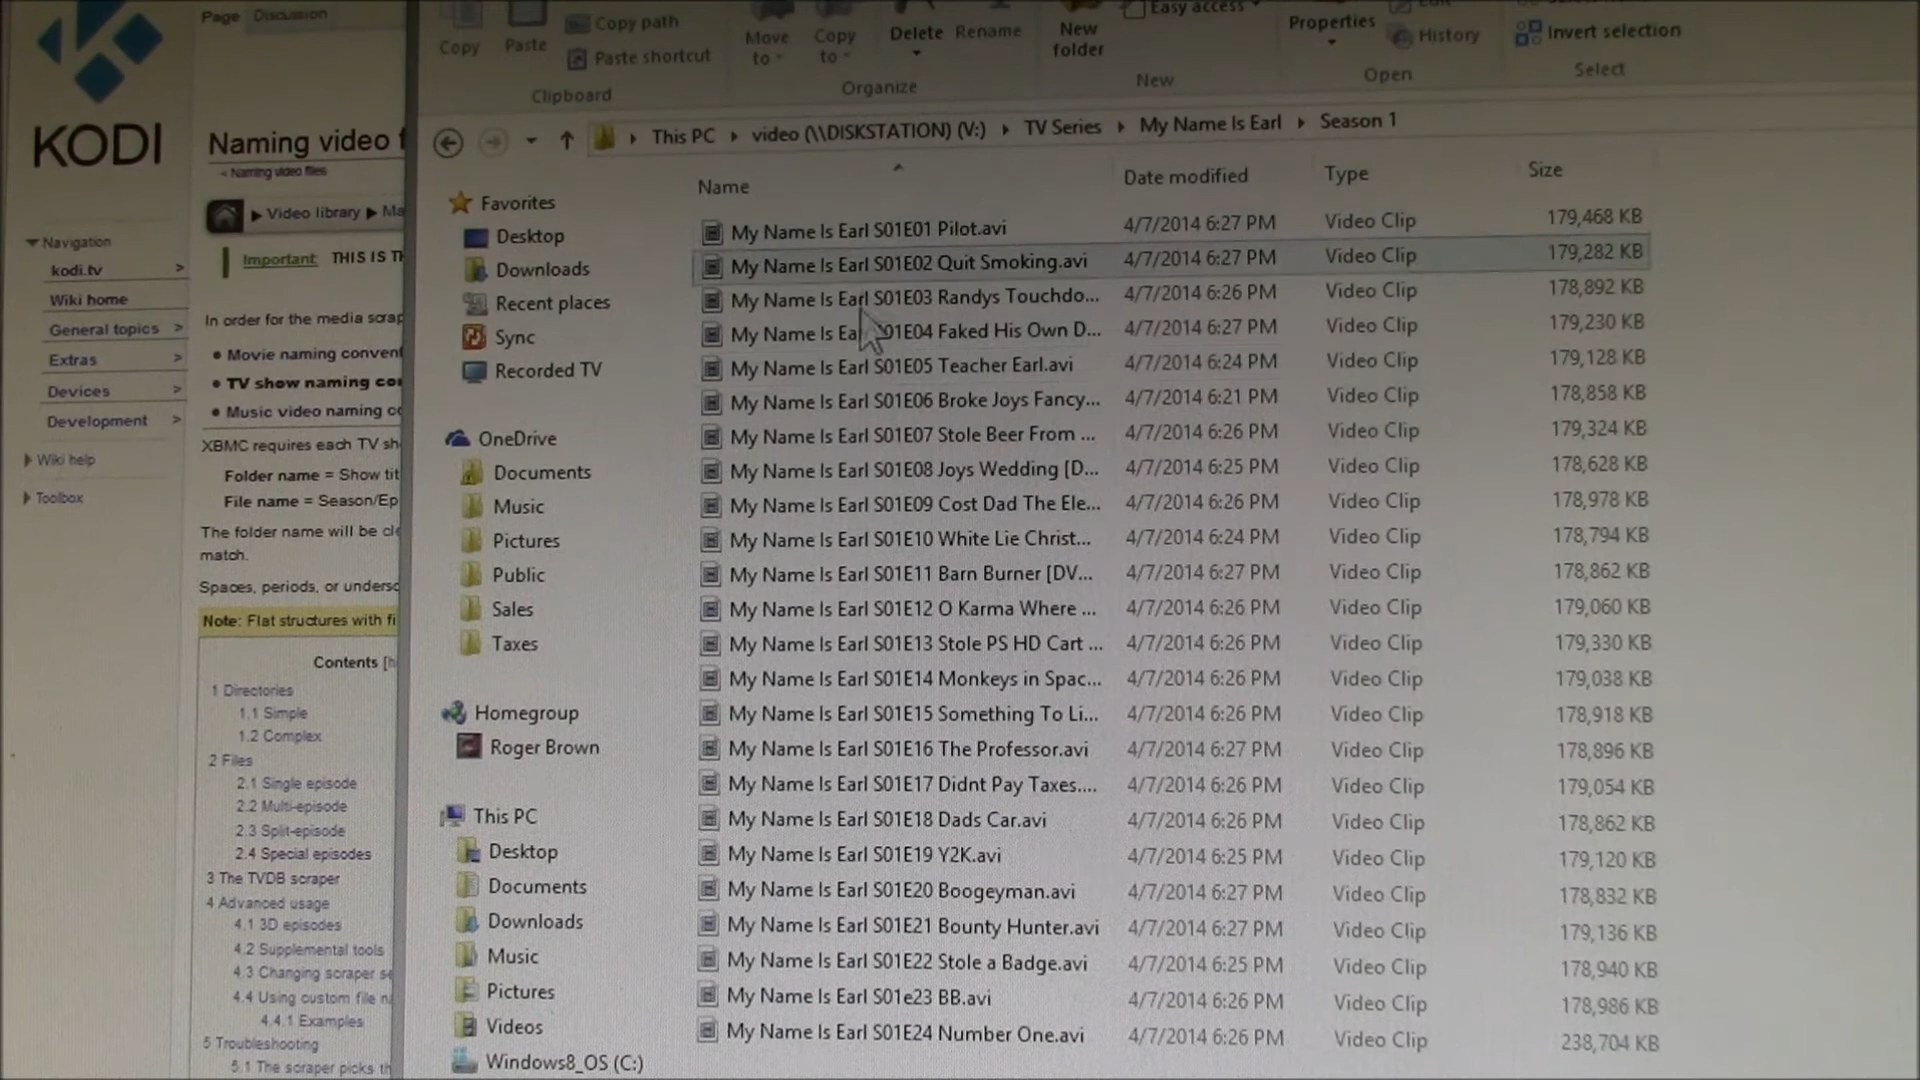 Page Discussion
KODI
Navigation
kodi.tv
Wiki home
General topics
Extras
Devices
Development
Wiki help
Toolbox
Naming video
< Naming video files
Video library
Important: THIS IS
In order for the media
Movie naming
TV show naming
Music video naming
XBMC requires each TV
Folder name = Show
File name =
The folder name will be
match.
Spaces, periods, or
Note: Flat structures with
Contents
1 Directories
1.1 Simple
1.2 Complex
2 Files
2.1 Single episode
2.2 Multi-episode
2.3 Split-episode
2.4 Special episodes
3 The TVDB scraper
4 Advanced usage
4.1 3D episodes
4.2 Supplemental tools
4.3 Changing scraper
4.4 Using custom file
4.4.1 Examples
5 Troubleshooting
5.1 The scraper picks
Copy Paste Copy path
Paste shortcut
Clipboard
Move to Copy to Delete Rename
Organize
New folder
Easy access
New
Properties
History
Open
Invert selection
Select
This PC video (\\DISKSTATION) (V:) TV Series My Name Is Earl Season 1
Favorites
Desktop
Downloads
Recent places
Sync
Recorded TV
OneDrive
Documents
Music
Pictures
Public
Sales
Taxes
Homegroup
Roger Brown
This PC
Desktop
Documents
Downloads
Music
Pictures
Videos
Windows8_OS (C:)
Name Date modified Type Size
My Name Is Earl S01E01 Pilot.avi 4/7/2014 6:27 PM Video Clip 179,468 KB
My Name Is Earl S01E02 Quit Smoking.avi 4/7/2014 6:27 PM Video Clip 179,282 KB
My Name Is Earl S01E03 Randys Touchdo... 4/7/2014 6:26 PM Video Clip 178,892 KB
My Name Is S01E04 Faked His Own D... 4/7/2014 6:27 PM Video Clip 179,230 KB
My Name Is Earl S01E05 Teacher Earl.avi 4/7/2014 6:24 PM Video Clip 179,128 KB
My Name Is Earl S01E06 Broke Joys Fancy... 4/7/2014 6:21 PM Video Clip 178,858 KB
My Name Is Earl S01E07 Stole Beer From ... 4/7/2014 6:26 PM Video Clip 179,324 KB
My Name Is Earl S01E08 Joys Wedding [D... 4/7/2014 6:25 PM Video Clip 178,628 KB
My Name Is Earl S01E09 Cost Dad The Ele... 4/7/2014 6:26 PM Video Clip 178,978 KB
My Name Is Earl S01E10 White Lie Christ... 4/7/2014 6:24 PM Video Clip 178,794 KB
My Name Is Earl S01E11 Barn Burner [DV... 4/7/2014 6:27 PM Video Clip 178,862 KB
My Name Is Earl S01E12 O Karma Where ... 4/7/2014 6:26 PM Video Clip 179,060 KB
My Name Is Earl S01E13 Stole PS HD Cart ... 4/7/2014 6:26 PM Video Clip 179,330 KB
My Name Is Earl S01E14 Monkeys in Spac... 4/7/2014 6:26 PM Video Clip 179,038 KB
My Name Is Earl S01E15 Something To Li... 4/7/2014 6:26 PM Video Clip 178,918 KB
My Name Is Earl S01E16 The Professor.avi 4/7/2014 6:27 PM Video Clip 178,896 KB
My Name Is Earl S01E17 Didnt Pay Taxes.... 4/7/2014 6:26 PM Video Clip 179,054 KB
My Name Is Earl S01E18 Dads Car.avi 4/7/2014 6:26 PM Video Clip 178,862 KB
My Name Is Earl S01E19 Y2K.avi 4/7/2014 6:25 PM Video Clip 179,120 KB
My Name Is Earl S01E20 Boogeyman.avi 4/7/2014 6:27 PM Video Clip 178,832 KB
My Name Is Earl S01E21 Bounty Hunter.avi 4/7/2014 6:27 PM Video Clip 179,136 KB
My Name Is Earl S01E22 Stole a Badge.avi 4/7/2014 6:25 PM Video Clip 178,940 KB
My Name Is Earl S01e23 BB.avi 4/7/2014 6:26 PM Video Clip 178,986 KB
My Name Is Earl S01E24 Number One.avi 4/7/2014 6:26 PM Video Clip 238,704 KB